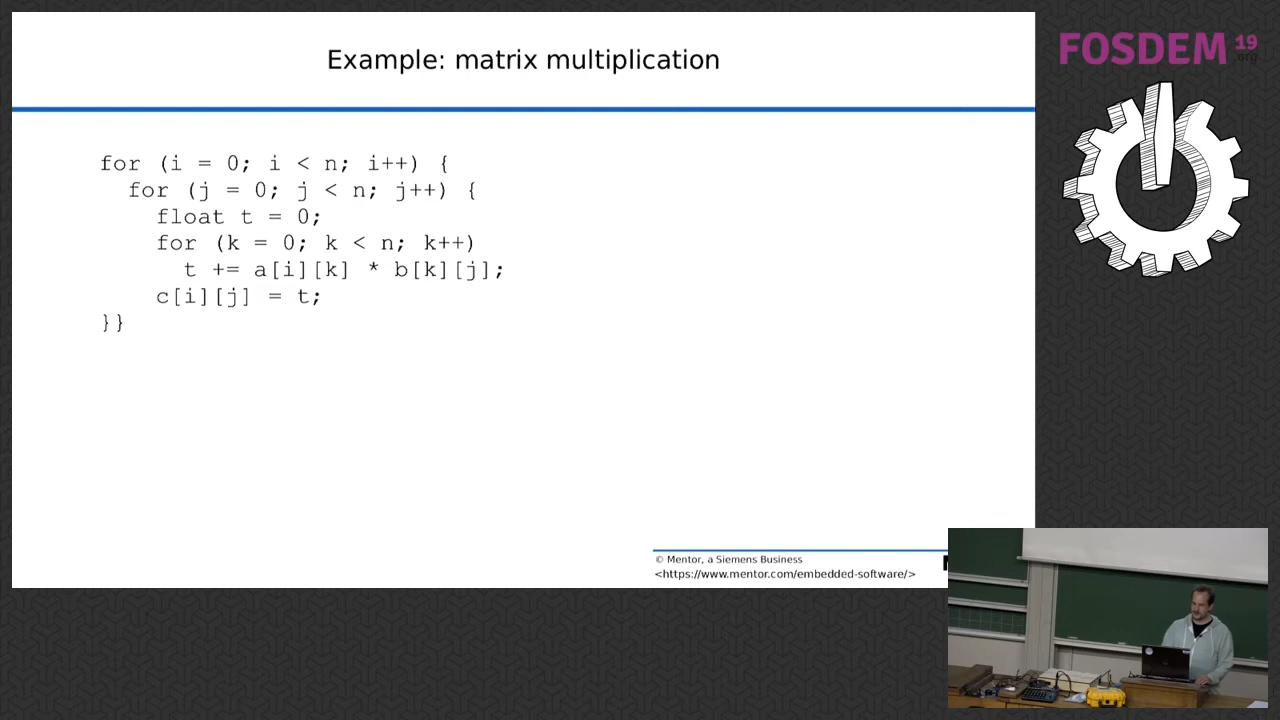 Example: matrix multiplication
for (i = 0; i < n; i++) {
for (j = 0; j < n; j++) {
float t = 0;
for (k = 0; k < n; k++)
t += a[i][k] * b[k][j];
c[i][j] = t;
}}
© Mentor, a Siemens Business
<https://www.mentor.com/embedded-software/>
FOSDEM 19
.org